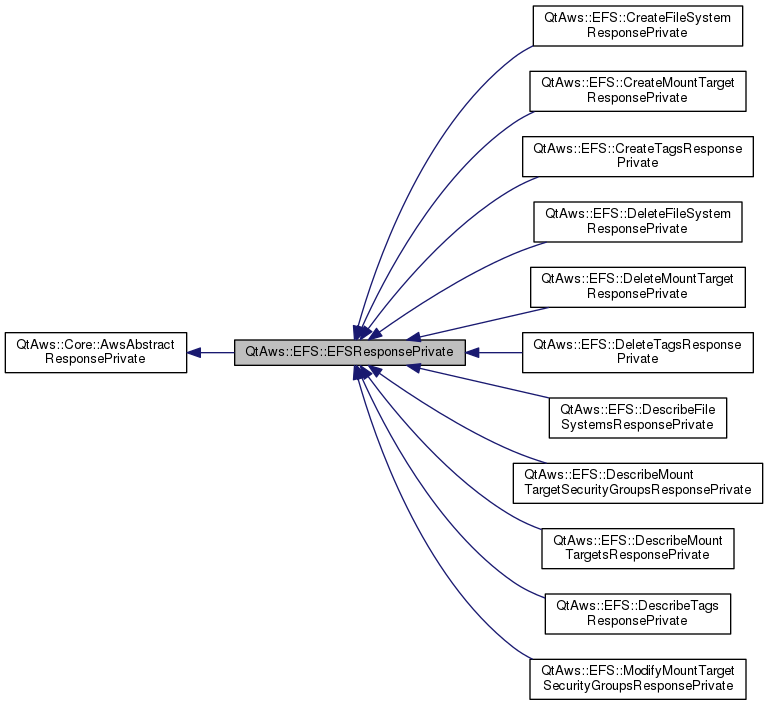 QtAws::EFS::CreateFileSystem
ResponsePrivate
QtAws::EFS::CreateMountTarget
ResponsePrivate
QtAws::EFS::CreateTagsResponse
Private
QtAws::EFS::DeleteFileSystem
ResponsePrivate
QtAws::EFS::DeleteMountTarget
ResponsePrivate
QtAws::Core::AwsAbstract
ResponsePrivate
QtAws::EFS::EFSResponsePrivate
QtAws::EFS::DeleteTagsResponse
Private
QtAws::EFS::DescribeFile
SystemsResponsePrivate
QtAws::EFS::DescribeMount
TargetSecurityGroupsResponsePrivate
QtAws::EFS::DescribeMount
TargetsResponsePrivate
QtAws::EFS::DescribeTags
ResponsePrivate
QtAws::EFS::ModifyMountTarget
SecurityGroupsResponsePrivate